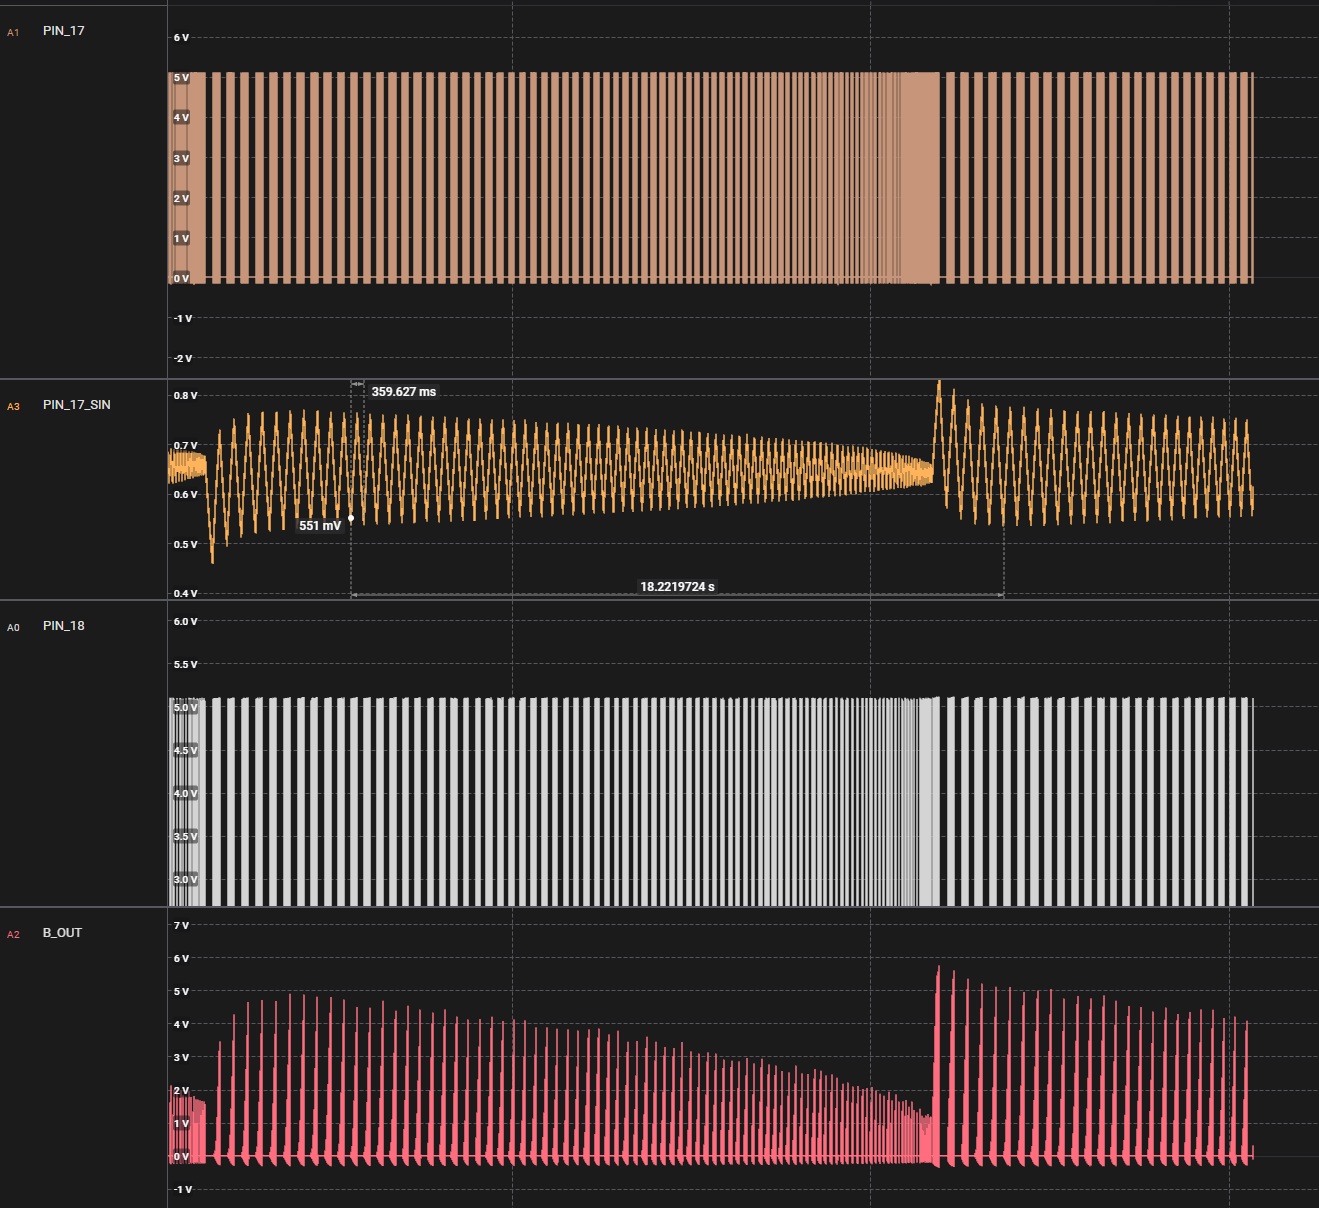 A1 PIN_17
6 V
5 V
4 V
3 V
2 V
1 V
0 V
-1 V
-2 V
A3 PIN_17_SIN
0.8 V
359.627 ms
0.7 V
0.6 V
551 mV
0.5 V
18.2219724 s
0.4 V
A0 PIN_18
6.0 V
5.5 V
5.0 V
4.5 V
4.0 V
3.5 V
3.0 V
A2 B_OUT
7 V
6 V
5 V
4 V
3 V
2 V
1 V
0 V
-1 V